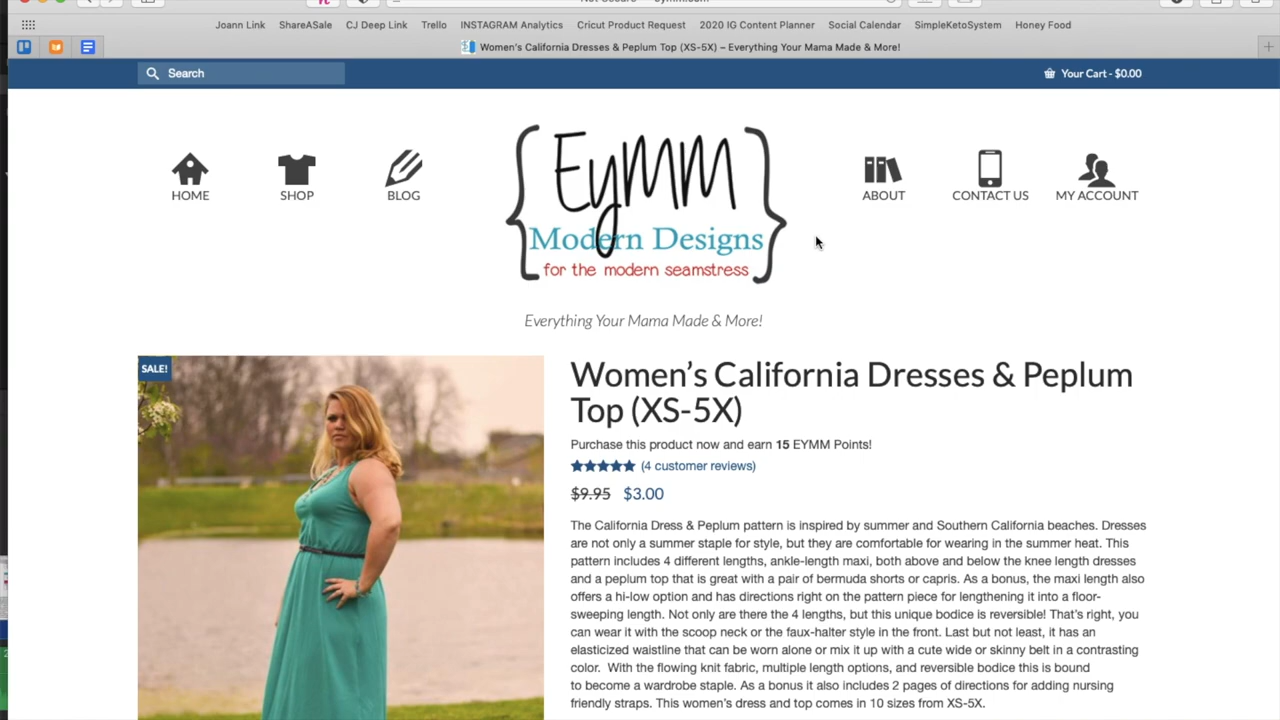 Joann Link ShareASale CJ Deep Link Trello INSTAGRAM Analytics Cricut Product Request 2020 IG Content Planner Social Calendar SimpleKetoSystem Honey Food
Women's California Dresses & Peplum Top (XS-5X) – Everything Your Mama Made & More!
Search
Your Cart - $0.00
HOME SHOP BLOG
EYMM
Modern Designs
for the modern seamstress
ABOUT CONTACT US MY ACCOUNT
Everything Your Mama Made & More!
SALE!
Women's California Dresses & Peplum
Top (XS-5X)
Purchase this product now and earn 15 EYMM Points!
(4 customer reviews)
$9.95 $3.00
The California Dress & Peplum pattern is inspired by summer and Southern California beaches. Dresses
are not only a summer staple for style, but they are comfortable for wearing in the summer heat. This
pattern includes 4 different lengths, ankle-length maxi, both above and below the knee length dresses
and a peplum top that is great with a pair of bermuda shorts or capris. As a bonus, the maxi length also
offers a hi-low option and has directions right on the pattern piece for lengthening it into a floor-
sweeping length. Not only are there the 4 lengths, but this unique bodice is reversible! That's right, you
can wear it with the scoop neck or the faux-halter style in the front. Last but not least, it has an
elasticized waistline that can be worn alone or mix it up with a cute wide or skinny belt in a contrasting
color. With the flowing knit fabric, multiple length options, and reversible bodice this is bound
to become a wardrobe staple. As a bonus it also includes 2 pages of directions for adding nursing
friendly straps. This women's dress and top comes in 10 sizes from XS-5X.